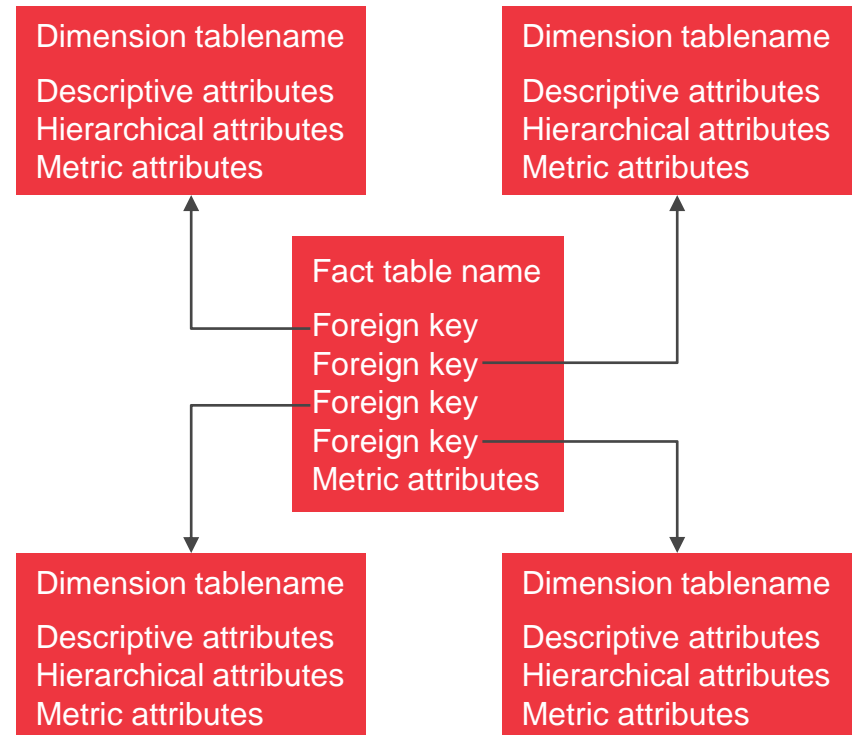 Dimension tablename
Descriptive attributes
Hierarchical attributes
Metric attributes
Dimension tablename
Descriptive attributes
Hierarchical attributes
Metric attributes
Fact table name
Foreign key
Foreign key
Foreign key
Foreign key
Metric attributes
Dimension tablename
Descriptive attributes
Hierarchical attributes
Metric attributes
Dimension tablename
Descriptive attributes
Hierarchical attributes
Metric attributes